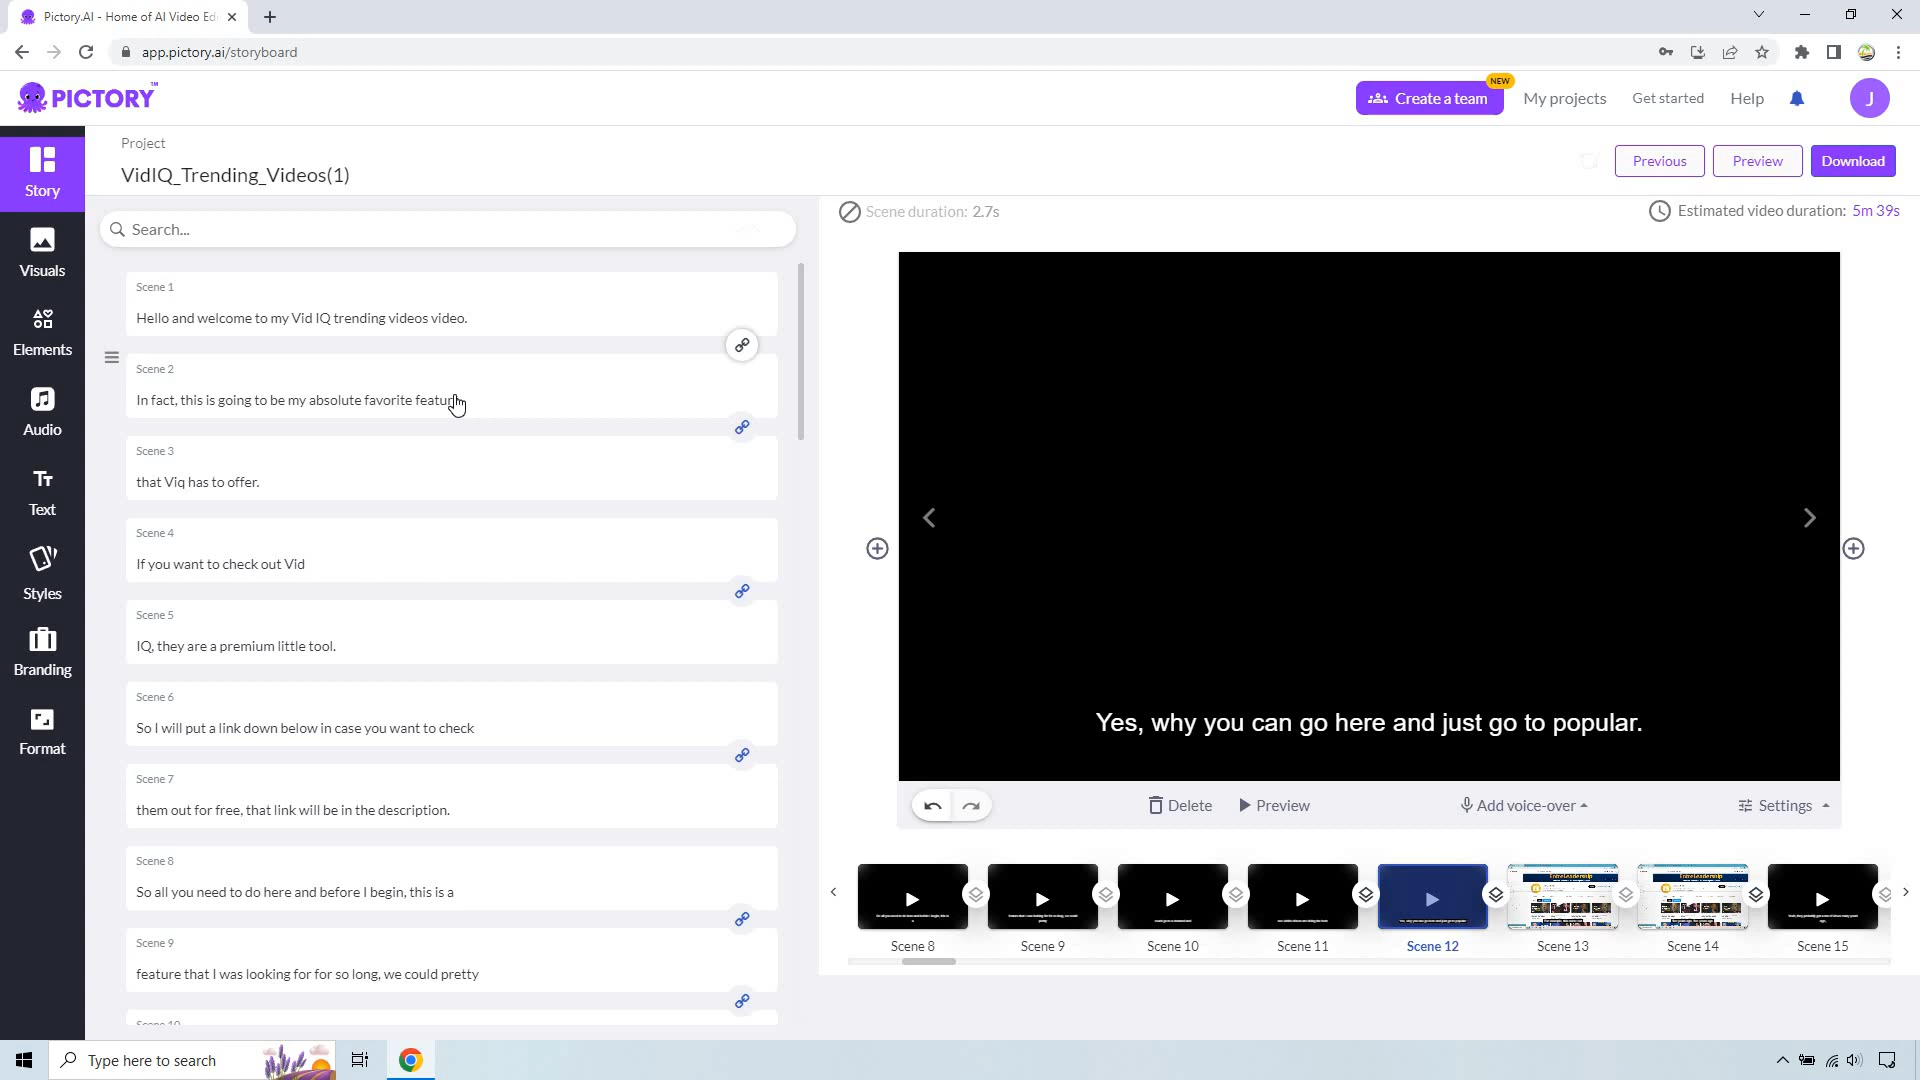 Pictory.AI - Home of AI Video Ed
app.pictory.ai/storyboard
PICTORY™
Create a team
NEW
My projects
Get started
Help
J
Project
VidIQ_Trending_Videos(1)
Previous
Preview
Download
Story
Visuals
Elements
Audio
Text
Styles
Branding
Format
Search...
Scene duration: 2.7s
Estimated video duration: 5m 39s
Scene 1
Hello and welcome to my Vid IQ trending videos video.
Scene 2
In fact, this is going to be my absolute favorite feature
Scene 3
that Viq has to offer.
Scene 4
If you want to check out Vid
Scene 5
IQ, they are a premium little tool.
Scene 6
So I will put a link down below in case you want to check
Scene 7
them out for free, that link will be in the description.
Scene 8
So all you need to do here and before I begin, this is a
Scene 9
feature that I was looking for for so long, we could pretty
Scene 10
Yes, why you can go here and just go to popular.
Delete
Preview
Add voice-over
Settings
EntreLeadership
EntreLeadership
Scene 8
Scene 9
Scene 10
Scene 11
Scene 12
Scene 13
Scene 14
Scene 15
Type here to search